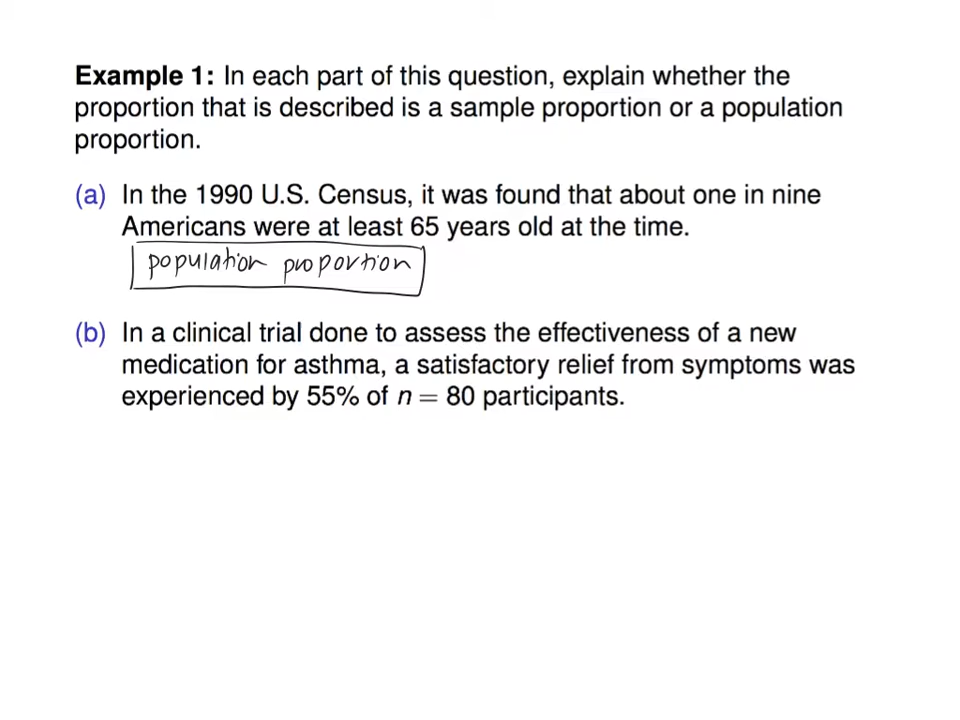 Example 1: In each part of this question, explain whether the
proportion that is described is a sample proportion or a population
proportion.
(a) In the 1990 U.S. Census, it was found that about one in nine
Americans were at least 65 years old at the time.
population proportion
(b) In a clinical trial done to assess the effectiveness of a new
medication for asthma, a satisfactory relief from symptoms was
experienced by 55% of n = 80 participants.